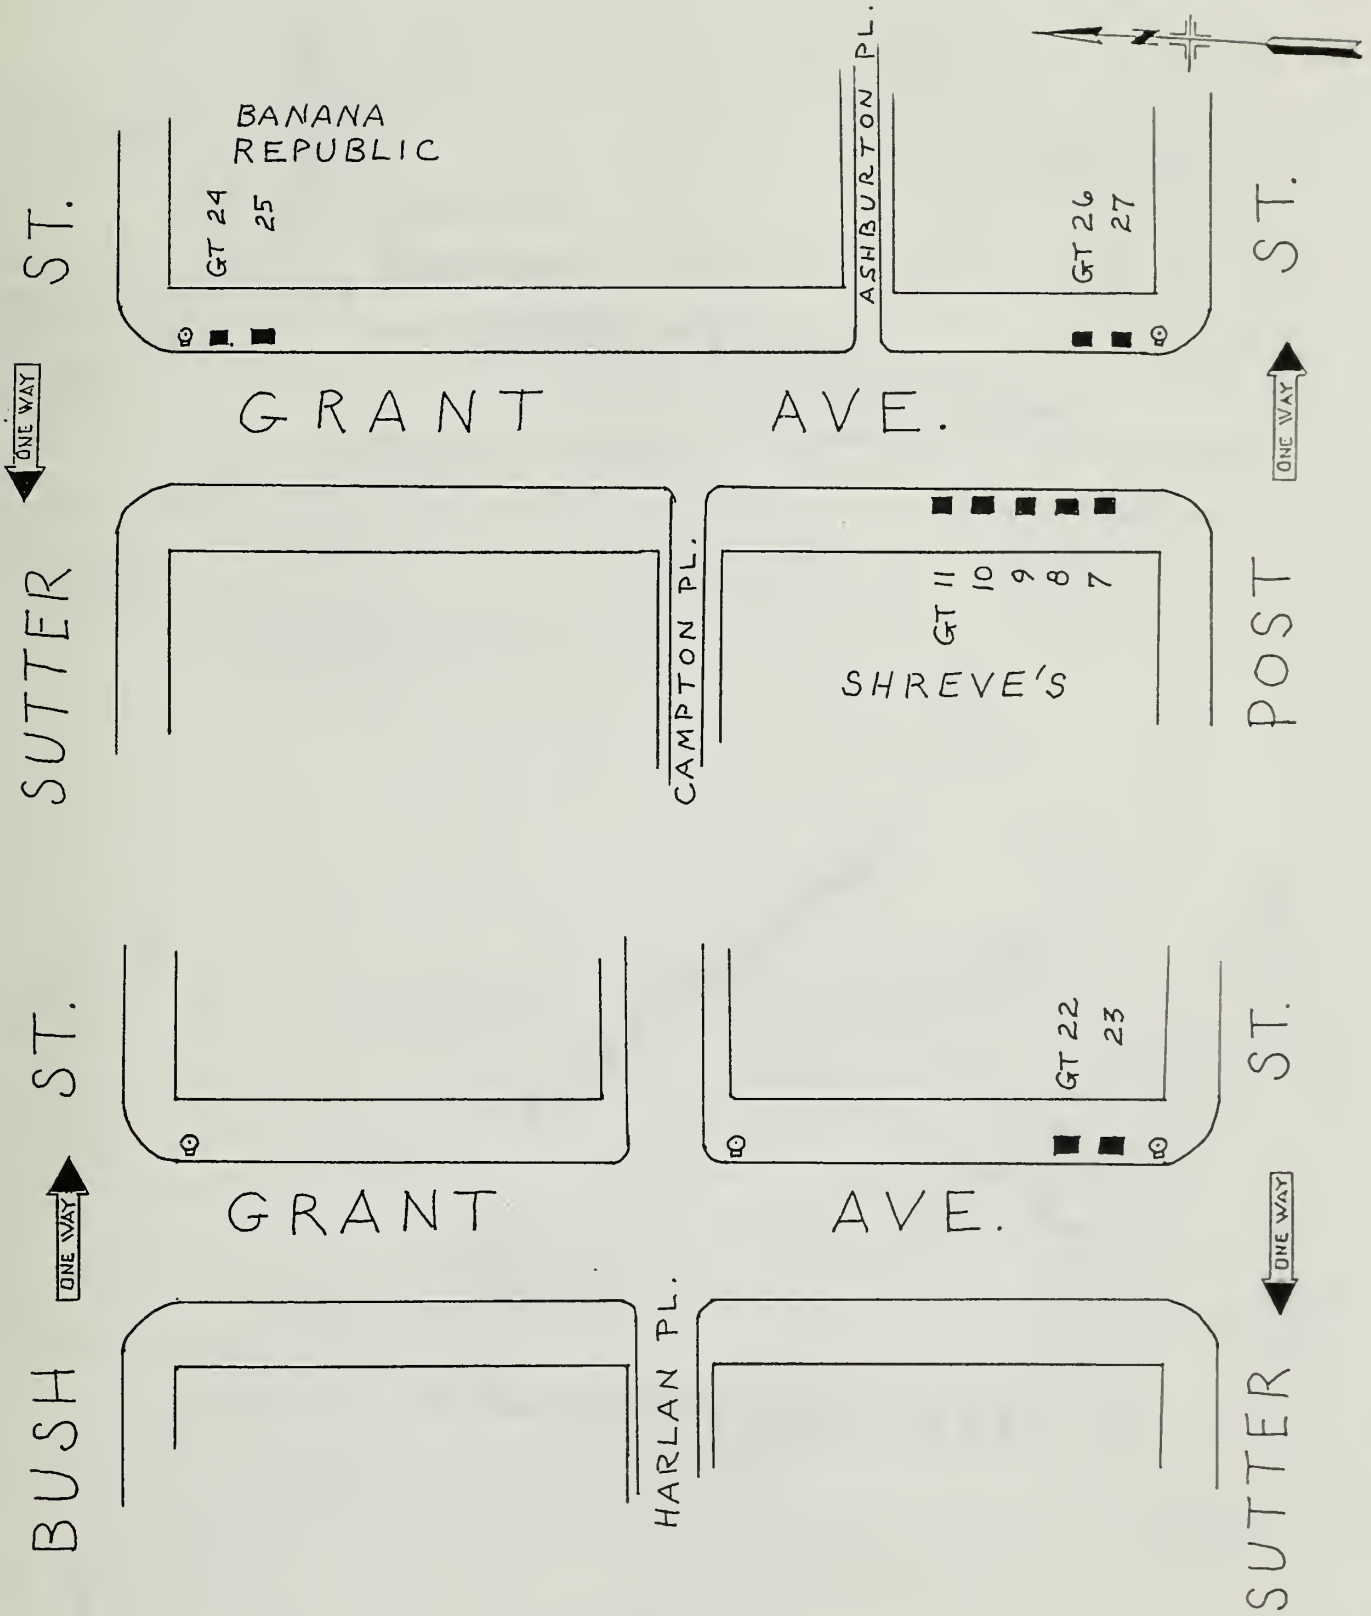 ASHBURTON PL.
N
BANANA
REPUBLIC
ST.
GT 24
25
GT 26
27
ST.
ONE WAY
GRANT AVE.
ONE WAY
SUTTER
CAMPTON PL.
GT 11
10
9
8
7
SHREVE'S
POST
ST.
GT 22
23
ST.
ONE WAY
GRANT AVE.
ONE WAY
BUSH
HARLAN PL.
SUTTER